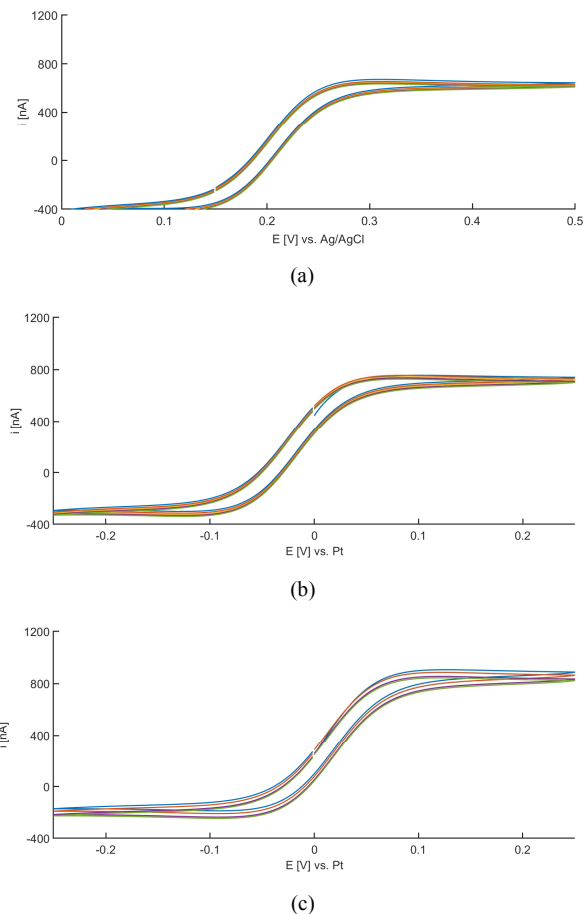 1200
800
400
0
-400
i [nA]
0 0.1 0.2 0.3 0.4 0.5
E [V] vs. Ag/AgCl
(a)
1200
800
400
0
-400
i [nA]
-0.2 -0.1 0 0.1 0.2
E [V] vs. Pt
(b)
1200
800
400
0
-400
i [nA]
-0.2 -0.1 0 0.1 0.2
E [V] vs. Pt
(c)